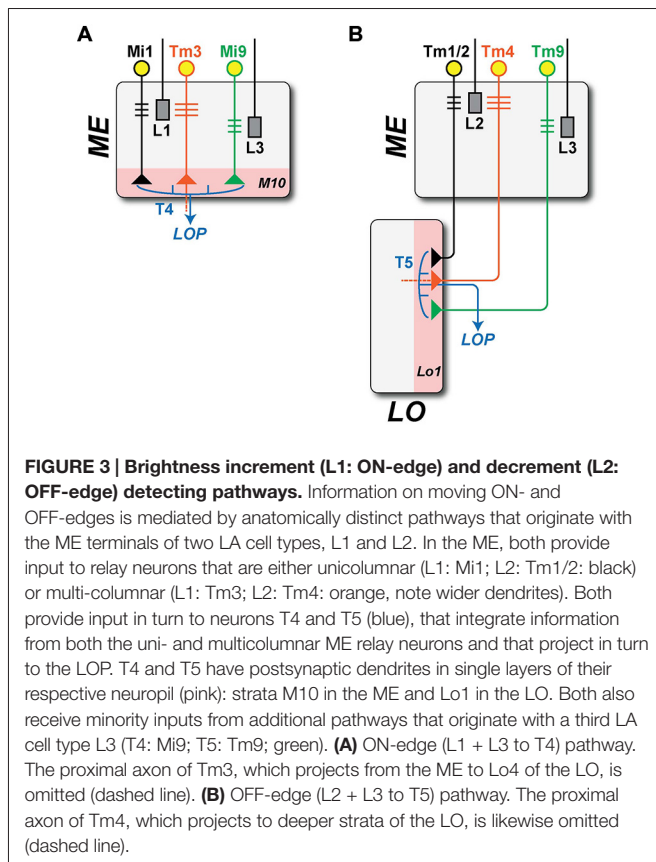 A
B
Mi1 Tm3 Mi9
Tm1/2 Tm4 Tm9
ME
L1
L3
M10
T4
LOP
ME
L2
L3
T5
LOP
Lo1
LO
FIGURE 3 | Brightness increment (L1: ON-edge) and decrement (L2:
OFF-edge) detecting pathways. Information on moving ON- and
OFF-edges is mediated by anatomically distinct pathways that originate with
the ME terminals of two LA cell types, L1 and L2. In the ME, both provide
input to relay neurons that are either unicolumnar (L1: Mi1; L2: Tm1/2: black)
or multi-columnar (L1: Tm3; L2: Tm4: orange, note wider dendrites). Both
provide input in turn to neurons T4 and T5 (blue), that integrate information
from both the uni- and multicolumnar ME relay neurons and that project in turn
to the LOP. T4 and T5 have postsynaptic dendrites in single layers of their
respective neuropil (pink): strata M10 in the ME and Lo1 in the LO. Both also
receive minority inputs from additional pathways that originate with a third LA
cell type L3 (T4: Mi9; T5: Tm9; green). (A) ON-edge (L1 + L3 to T4) pathway.
The proximal axon of Tm3, which projects from the ME to Lo4 of the LO, is
omitted (dashed line). (B) OFF-edge (L2 + L3 to T5) pathway. The proximal
axon of Tm4, which projects to deeper strata of the LO, is likewise omitted
(dashed line).